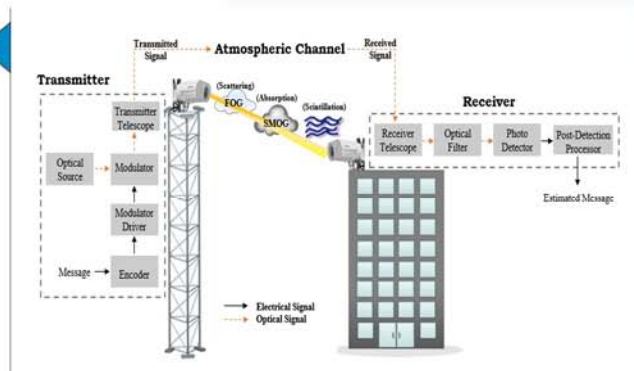 Transmitted
Signal
Atmospheric Channel
Received
Signal
Transmitter
(Scattering)
FOG
(Absorption)
SMOG
(Scintillation)
Receiver
Transmitter
Telescope
Optical
Source
Modulator
Modulator
Driver
Message
Encoder
Receiver
Telescope
Optical
Filter
Photo
Detector
Post-Detection
Processor
Estimated Message
Electrical Signal
Optical Signal